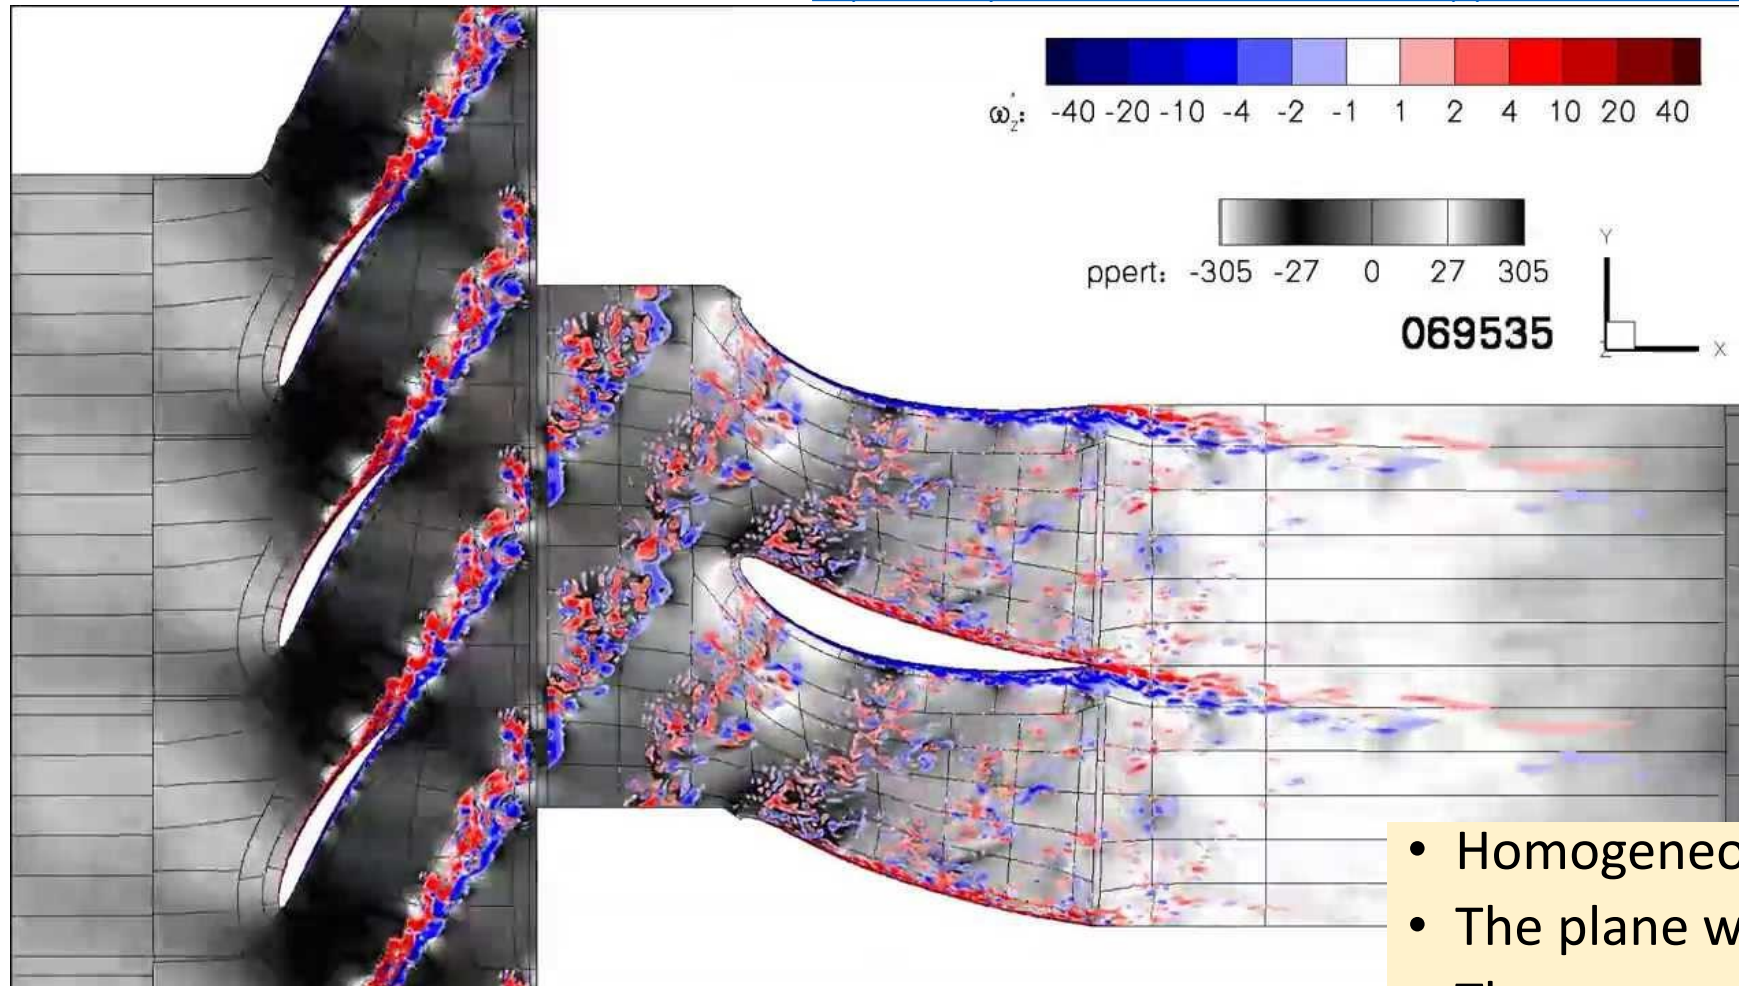 ω*z: -40 -20 -10 -4 -2 -1 1 2 4 10 20 40
ppert: -305 -27 0 27 305
069535
Y
Z
X
• Homogeneo
• The plane w